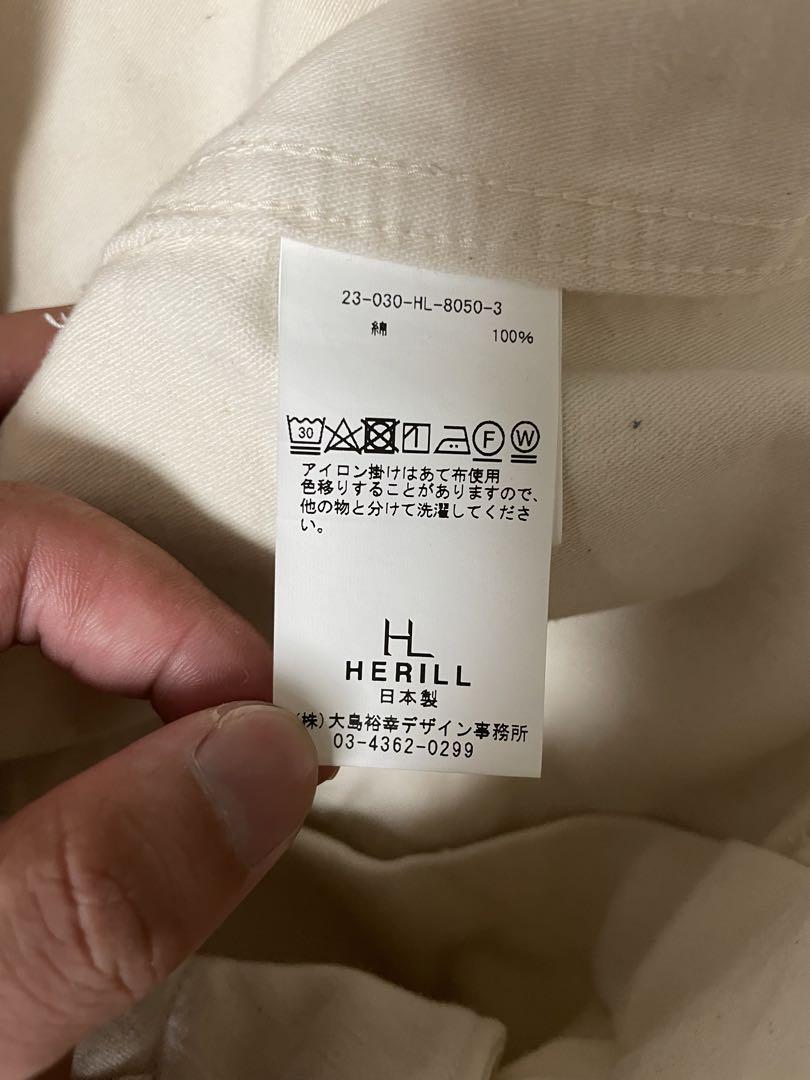 23-030-HL-8050-3
綿 100%
30 F W
アイロン掛けはあて布使用
色移りすることがありますので、
他の物と分けて洗濯してくださ
い。
HL
HERILL
日本製
(株)大島裕幸デザイン事務所
03-4362-0299